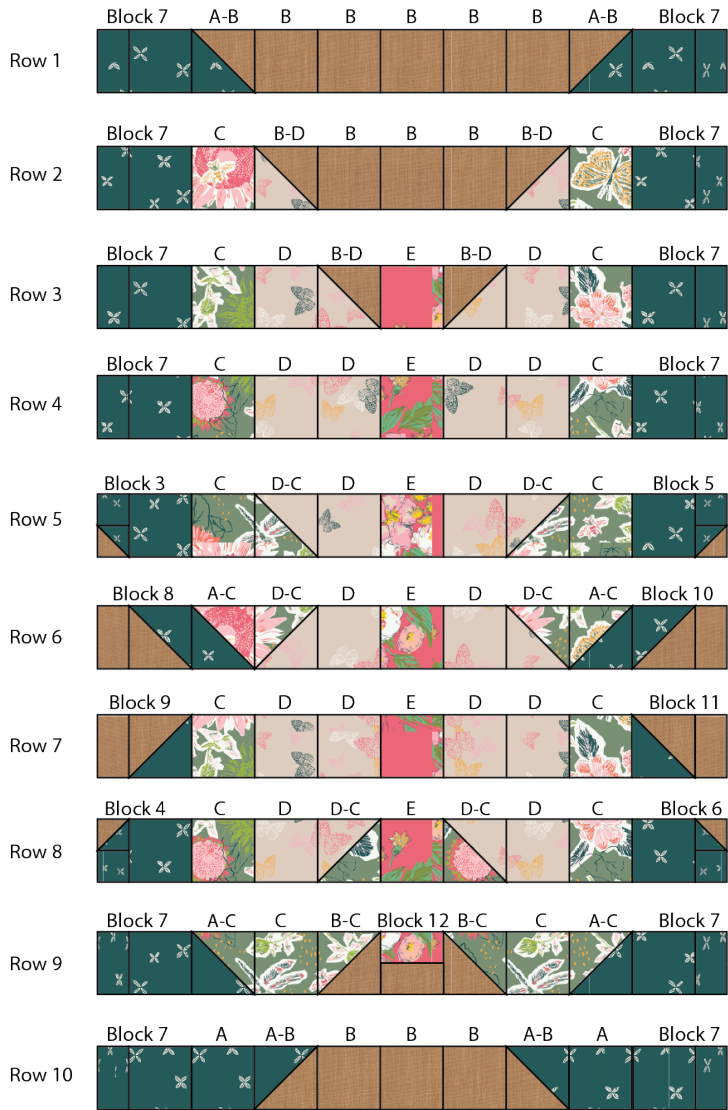 Block 7 A-B B B B B A-B Block 7
Row 1
Block 7 C B-D B B B B-D C Block 7
Row 2
Block 7 C D B-D E B-D D C Block 7
Row 3
Block 7 C D D E D D C Block 7
Row 4
Block 3 C D-C D E D D-C C Block 5
Row 5
Block 8 A-C D-C D E D D-C A-C Block 10
Row 6
Block 9 C D D E D D C Block 11
Row 7
Block 4 C D D-C E D-C D C Block 6
Row 8
Block 7 A-C C B-C Block 12 B-C C A-C Block 7
Row 9
Block 7 A A-B B B B A-B A Block 7
Row 10